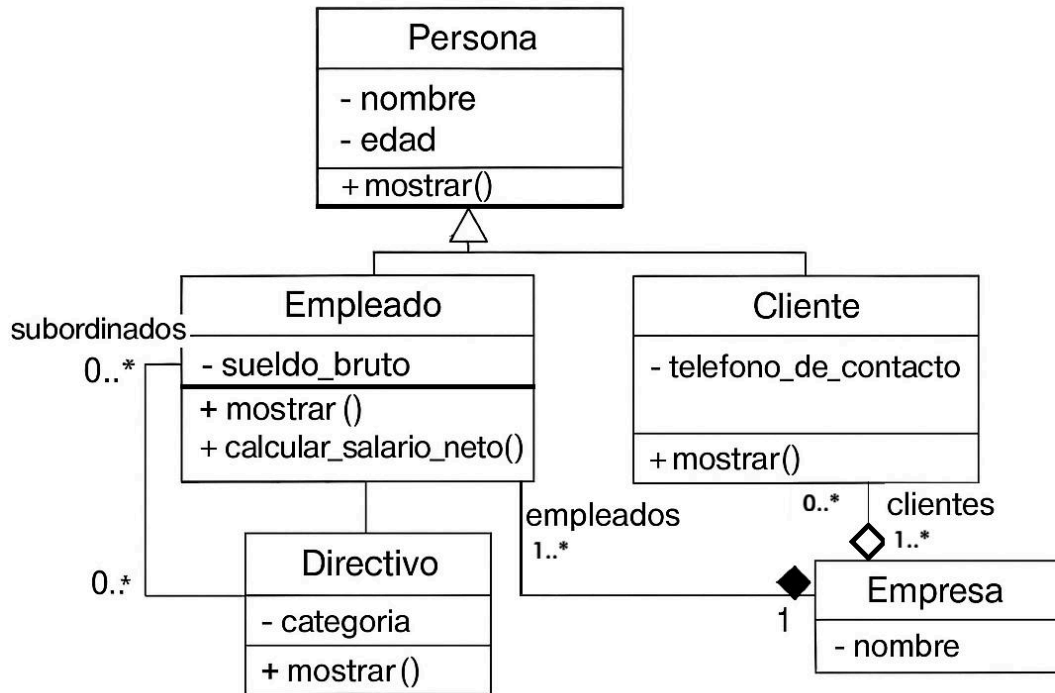 Persona
- nombre
- edad
+ mostrar()
Empleado
- sueldo_bruto
+ mostrar ()
+ calcular_salario_neto()
Cliente
- telefono_de_contacto
+ mostrar()
subordinados
0..*
0..*
Directivo
- categoria
+ mostrar()
empleados
1..*
1
0..*
clientes
1..*
Empresa
- nombre